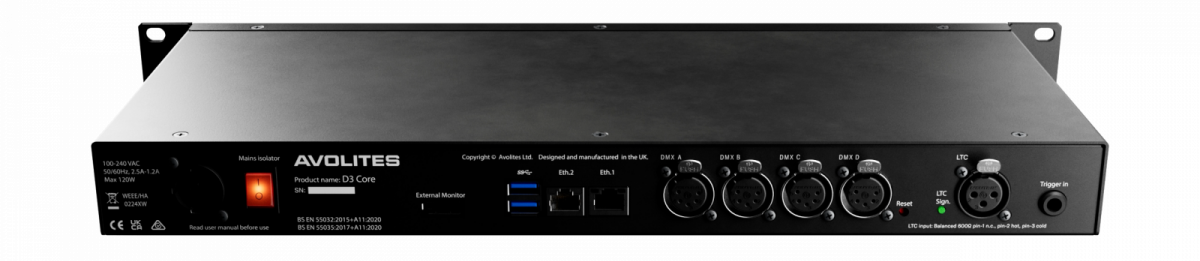 100-240 VAC
50/60Hz, 2.5A-1.2A
Max 120W
WEEE/HA
0224XW
CE UK CA
Mains isolator
Read user manual before use
AVOLITES
Product name: D3 Core
SN:
BS EN 55032:2015+A11:2020
BS EN 55035:2017+A11:2020
External Monitor
Copyright © Avolites Ltd. Designed and manufactured in the UK.
Eth.2
Eth.1
DMX A
DMX B
DMX C
DMX D
Reset
LTC
LTC
Sign.
Trigger in
LTC input: Balanced 600Ω pin-1 n.c., pin-2 hot, pin-3 cold